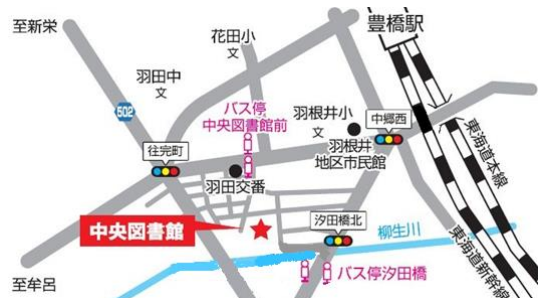 至新栄
花田小
文
豊橋駅
羽田中
文
502
バス停
中央図書館前
羽根井小
文
中郷西
往完町
羽根井
地区市民館
羽田交番
東海道本線
中央図書館
汐田橋北
柳生川
東海道新幹線
至牟呂
バス停汐田橋